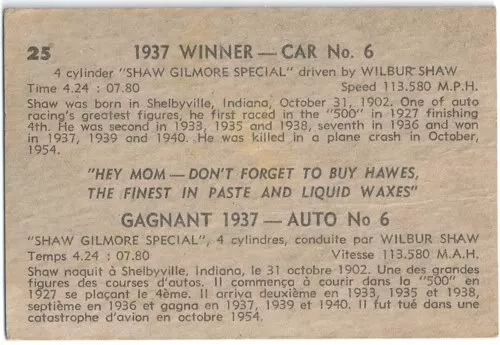 25
1937 WINNER — CAR No. 6
4 cylinder "SHAW GILMORE SPECIAL" driven by WILBUR SHAW
Time 4.24 : 07.80 Speed 113.580 M.P.H.
Shaw was born in Shelbyville, Indiana, October 31, 1902. One of auto
racing's greatest figures, he first raced in the "500" in 1927 finishing
4th. He was second in 1933, 1935 and 1938, seventh in 1936 and won
in 1937, 1939 and 1940. He was killed in a plane crash in October,
1954.
"HEY MOM — DON'T FORGET TO BUY HAWES,
THE FINEST IN PASTE AND LIQUID WAXES"
GAGNANT 1937 — AUTO No 6
"SHAW GILMORE SPECIAL", 4 cylindres, conduite par WILBUR SHAW
Temps 4.24 : 07.80 Vitesse 113.580 M.A.H.
Shaw naquit à Shelbyville, Indiana, le 31 octobre 1902. Une des grandes
figures des courses d'autos. Il commença à courir dans la "500" en
1927 se plaçant le 4ème. Il arriva deuxième en 1933, 1935 et 1938,
septième en 1936 et gagna en 1937, 1939 et 1940. Il fut tué dans une
catastrophe d'avion en octobre 1954.